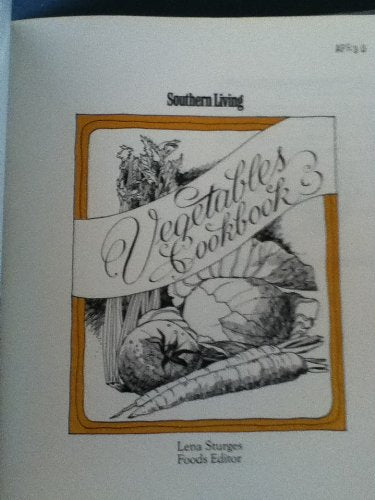 Southern Living
Vegetables
Cookbook
Lena Sturges
Foods Editor